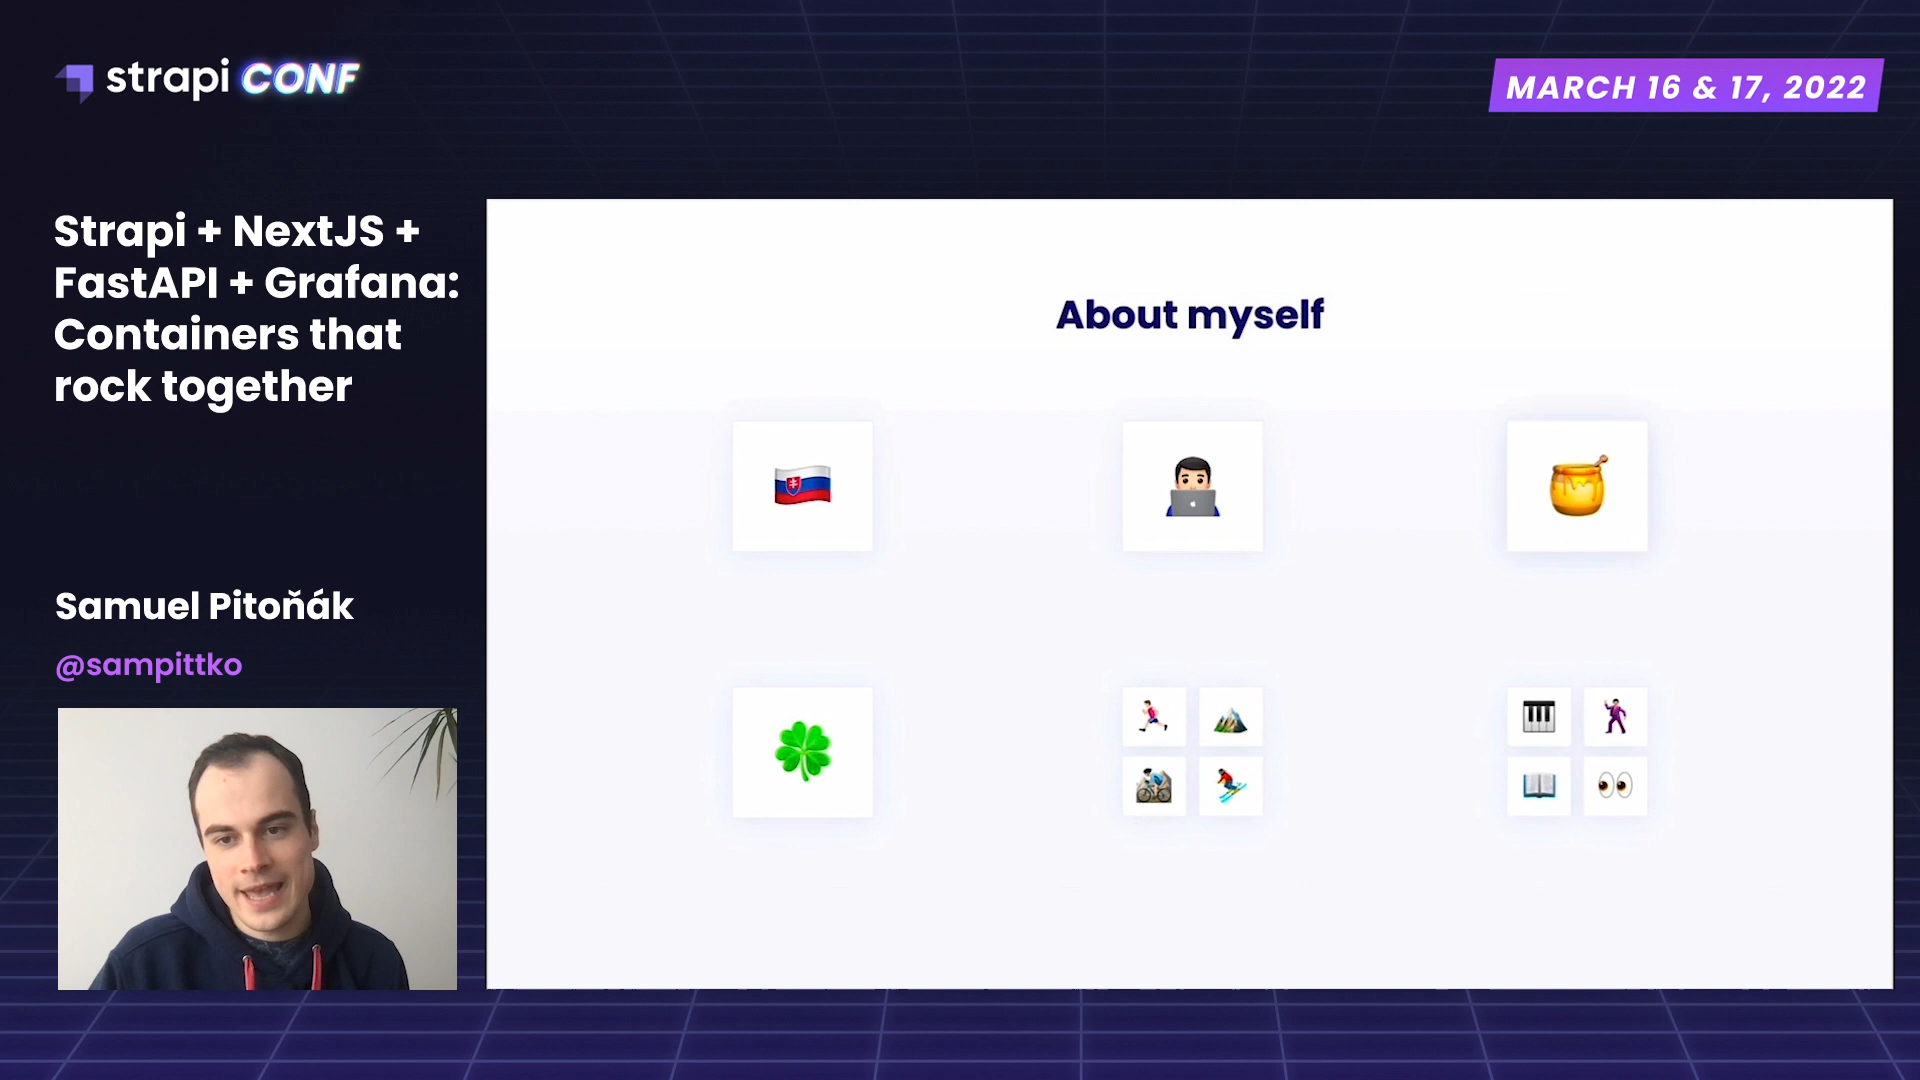 strapi CONF
MARCH 16 & 17, 2022
Strapi + NextJS +
FastAPI + Grafana:
Containers that
rock together
Samuel Pitoňák
@sampittko
About myself